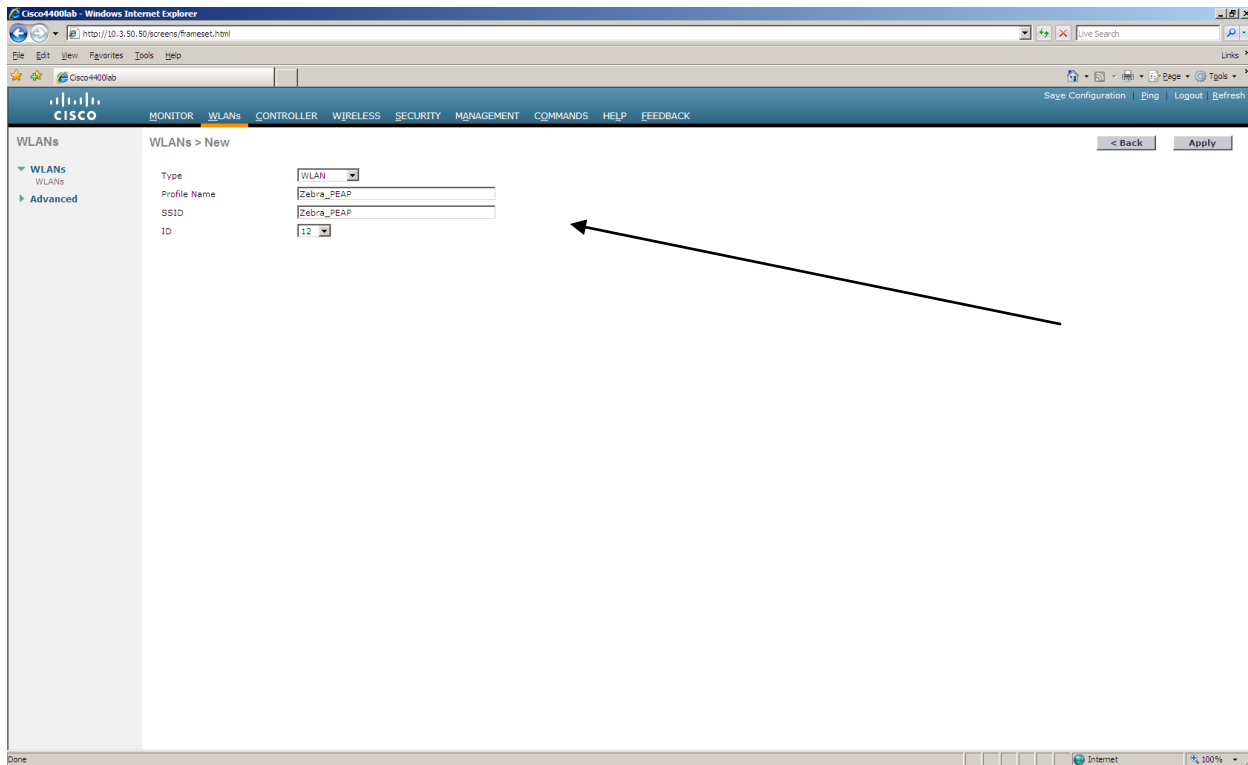 Cisco4400lab - Windows Internet Explorer
http://10.3.50.50/screens/frameset.html
Live Search
File Edit View Favorites Tools Help
Links
Cisco4400lab
Page Tools
Save Configuration | Ping | Logout | Refresh
CISCO
MONITOR WLANs CONTROLLER WIRELESS SECURITY MANAGEMENT COMMANDS HELP FEEDBACK
WLANs
WLANs > New
< Back
Apply
WLANs
WLANs
Advanced
Type WLAN
Profile Name Zebra_PEAP
SSID Zebra_PEAP
ID 12
Done
Internet
100%